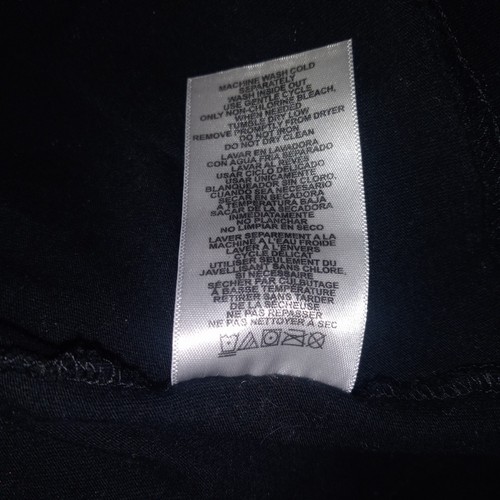 MACHINE WASH COLD
SEPARATELY
WASH INSIDE OUT
USE GENTLE CYCLE
ONLY NON-CHLORINE BLEACH,
WHEN NEEDED
TUMBLE DRY LOW
REMOVE PROMPTLY FROM DRYER
DO NOT IRON
DO NOT DRY CLEAN
LAVAR EN LAVADORA
CON AGUA FRIA SEPARADO
LAVAR AL REVES
USAR CICLO DELICADO
USAR UNICAMENTE
BLANQUEADOR SIN CLORO,
CUANDO SEA NECESARIO
SECAR EN SECADORA
A TEMPERATURA BAJA
SACAR DE LA SECADORA
INMEDIATAMENTE
NO PLANCHAR
NO LIMPIAR EN SECO
LAVER SEPAREMENT A LA
MACHINE A L'EAU FROIDE
LAVER À L'ENVERS
CYCLE DÉLICAT
UTILISER SEULEMENT DU
JAVELLISANT SANS CHLORE,
SI NÉCESSAIRE
SÉCHER PAR CULBUTAGE
À BASSE TEMPÉRATURE
RETIRER SANS TARDER
DE LA SÉCHEUSE
NE PAS REPASSER
NE PAS NETTOYER À SEC